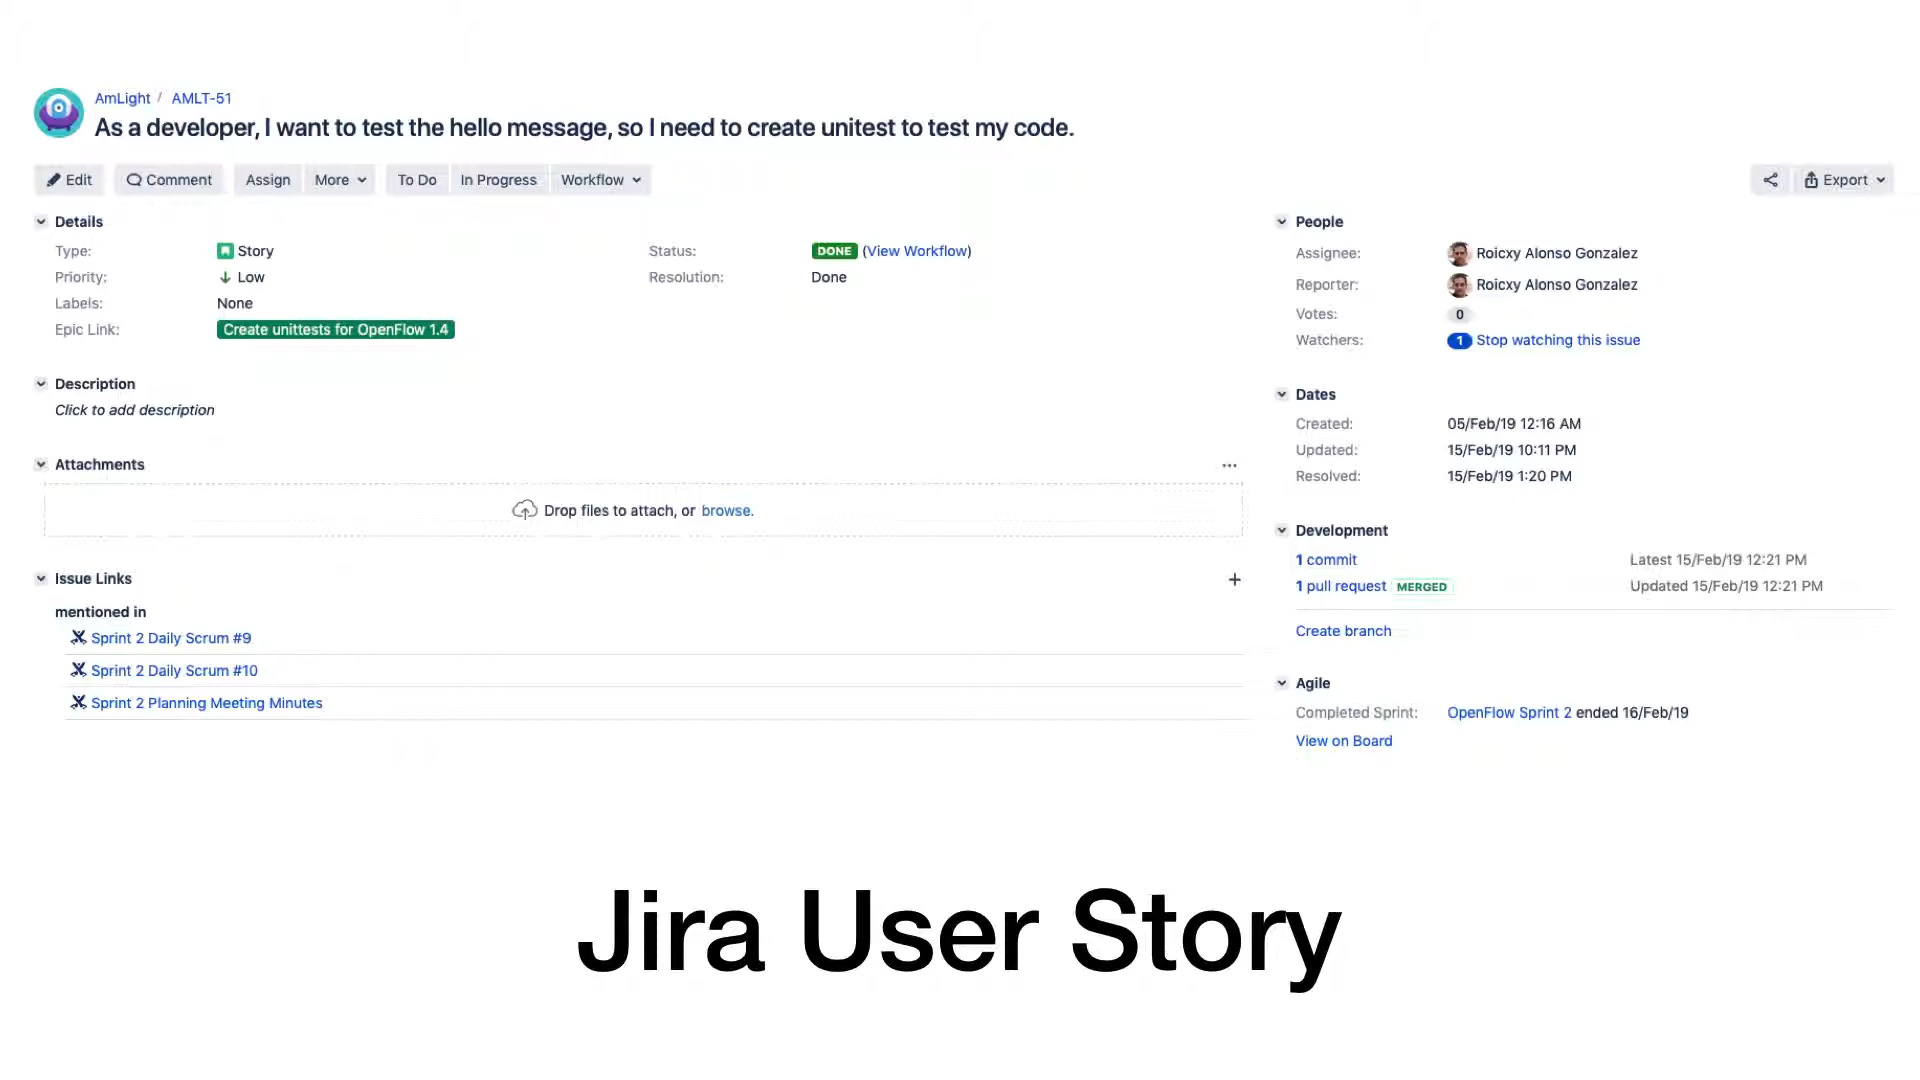 AmLight / AMLT-51
As a developer, I want to test the hello message, so I need to create unitest to test my code.
Edit Comment Assign More To Do In Progress Workflow Export
Details
Type: Story Status: DONE (View Workflow)
Priority: Low Resolution: Done
Labels: None
Epic Link: Create unittests for OpenFlow 1.4
Description
Click to add description
Attachments
Drop files to attach, or browse.
Issue Links
mentioned in
Sprint 2 Daily Scrum #9
Sprint 2 Daily Scrum #10
Sprint 2 Planning Meeting Minutes
People
Assignee: Roicxy Alonso Gonzalez
Reporter: Roicxy Alonso Gonzalez
Votes: 0
Watchers: 1 Stop watching this issue
Dates
Created: 05/Feb/19 12:16 AM
Updated: 15/Feb/19 10:11 PM
Resolved: 15/Feb/19 1:20 PM
Development
1 commit Latest 15/Feb/19 12:21 PM
1 pull request MERGED Updated 15/Feb/19 12:21 PM
Create branch
Agile
Completed Sprint: OpenFlow Sprint 2 ended 16/Feb/19
View on Board
Jira User Story